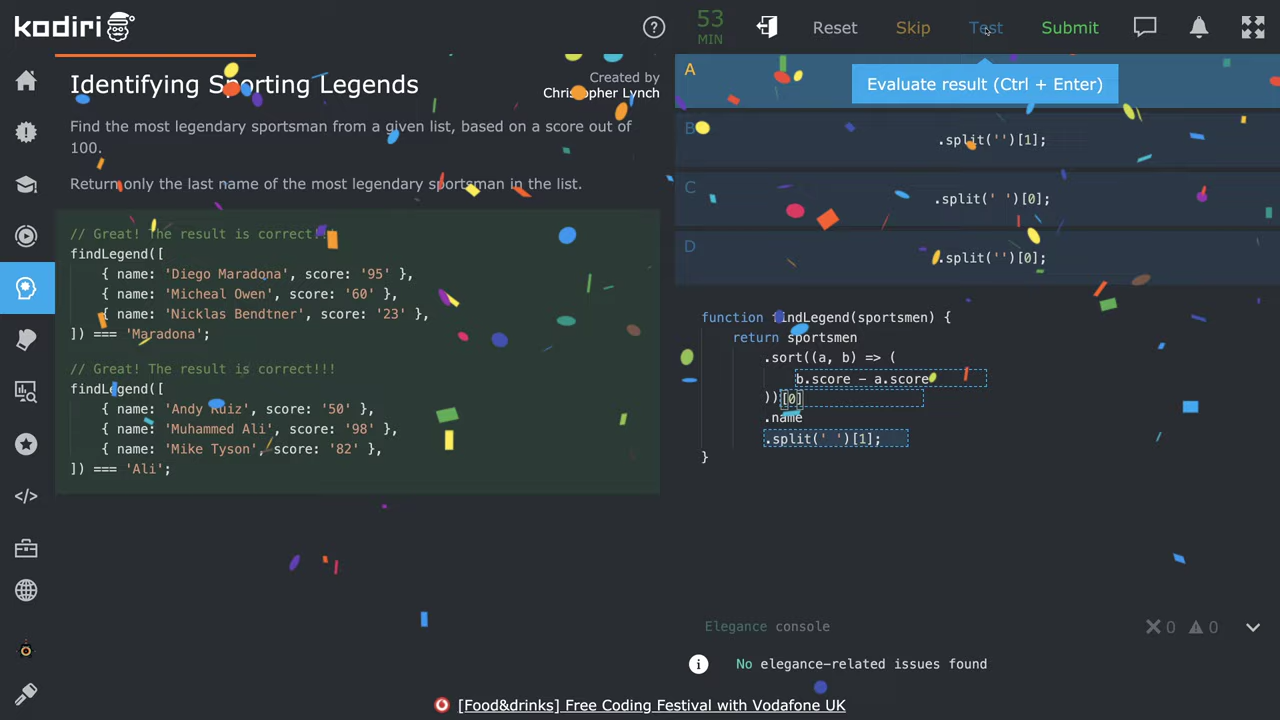 kodiri
?
53
MIN
Reset
Skip
Test
Submit
Identifying Sporting Legends
Created by
Christopher Lynch
Find the most legendary sportsman from a given list, based on a score out of
100.
Return only the last name of the most legendary sportsman in the list.
// Great! The result is correct!!!
findLegend([
{ name: 'Diego Maradona', score: '95' },
{ name: 'Micheal Owen', score: '60' },
{ name: 'Nicklas Bendtner', score: '23' },
]) === 'Maradona';
// Great! The result is correct!!!
findLegend([
{ name: 'Andy Ruiz', score: '50' },
{ name: 'Muhammed Ali', score: '98' },
{ name: 'Mike Tyson', score: '82' },
]) === 'Ali';
A
Evaluate result (Ctrl + Enter)
B
.split('')[1];
C
.split(' ')[0];
D
.split('')[0];
function findLegend(sportsmen) {
return sportsmen
.sort((a, b) => (
b.score - a.score
))[0]
.name
.split(' ')[1];
}
Elegance console
0
0
No elegance-related issues found
[Food&drinks] Free Coding Festival with Vodafone UK